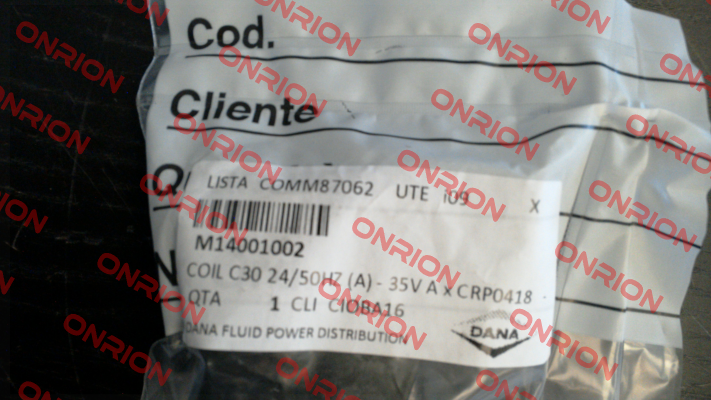 Cod.
Cliente
LISTA COMM87062 UTE i09 X
M14001002
COIL C30 24/50HZ (A) - 35V A x CRP0418 -
QTA 1 CLI CIOBA16
DANA FLUID POWER DISTRIBUTION
DANA
ONRION